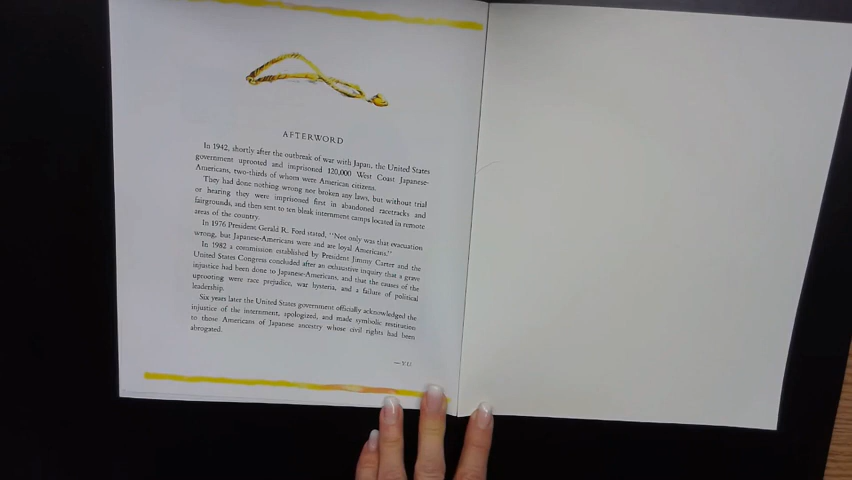 AFTERWORD
In 1942, shortly after the outbreak of war with Japan, the United States
government uprooted and imprisoned 120,000 West Coast Japanese-
Americans, two-thirds of whom were American citizens.
They had done nothing wrong nor broken any laws, but without trial
or hearing they were imprisoned first in abandoned racetracks and
fairgrounds, and then sent to ten bleak internment camps located in remote
areas of the country.
In 1976 President Gerald R. Ford stated, "Not only was that evacuation
wrong, but Japanese-Americans were and are loyal Americans."
In 1982 a commission established by President Jimmy Carter and the
United States Congress concluded after an exhaustive inquiry that a grave
injustice had been done to Japanese-Americans, and that the causes of the
uprooting were race prejudice, war hysteria, and a failure of political
leadership.
Six years later the United States government officially acknowledged the
injustice of the internment, apologized, and made symbolic restitution
to those Americans of Japanese ancestry whose civil rights had been
abrogated.
—Y.U.